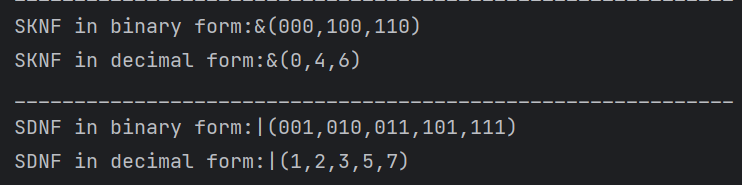 SKNF in binary form:&(000,100,110)
SKNF in decimal form:&(0,4,6)
____________________________________________________________
SDNF in binary form:|(001,010,011,101,111)
SDNF in decimal form:|(1,2,3,5,7)